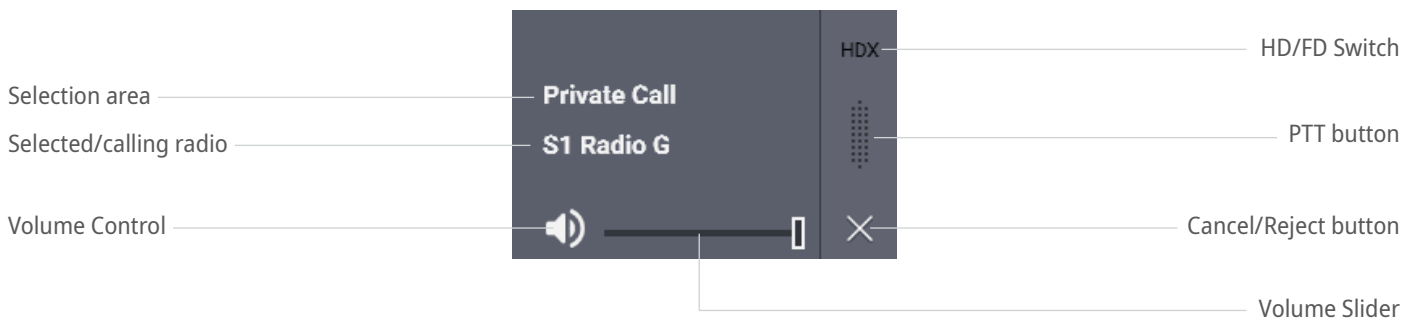 HDX
HD/FD Switch
Selection area
Private Call
Selected/calling radio
S1 Radio G
PTT button
Volume Control
Cancel/Reject button
Volume Slider